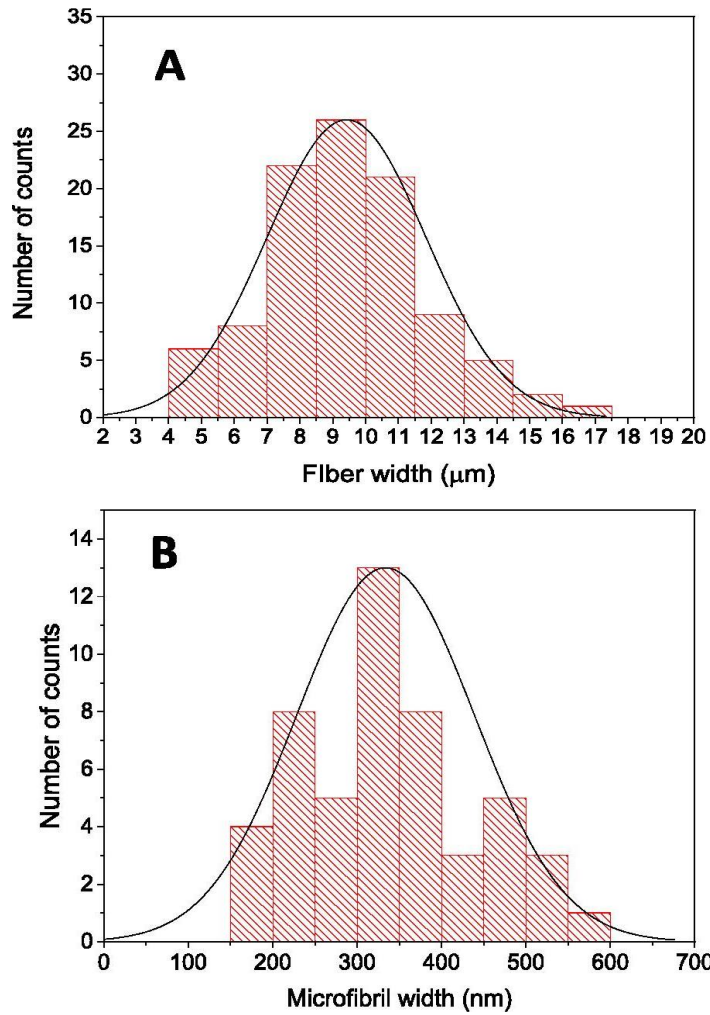 A
Number of counts
35
30
25
20
15
10
5
0
2 3 4 5 6 7 8 9 10 11 12 13 14 15 16 17 18 19 20
FIber width (μm)
B
Number of counts
14
12
10
8
6
4
2
0
0 100 200 300 400 500 600 700
Microfibril width (nm)